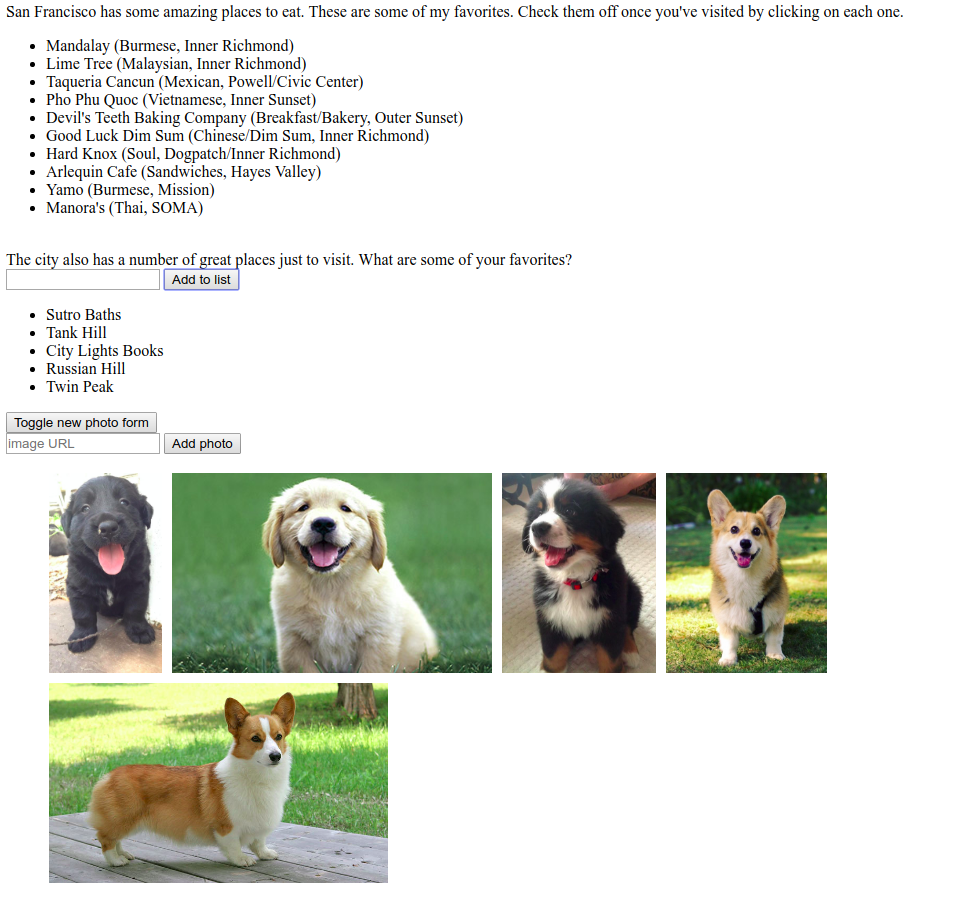 San Francisco has some amazing places to eat. These are some of my favorites. Check them off once you've visited by clicking on each one.
Mandalay (Burmese, Inner Richmond)
Lime Tree (Malaysian, Inner Richmond)
Taqueria Cancun (Mexican, Powell/Civic Center)
Pho Phu Quoc (Vietnamese, Inner Sunset)
Devil's Teeth Baking Company (Breakfast/Bakery, Outer Sunset)
Good Luck Dim Sum (Chinese/Dim Sum, Inner Richmond)
Hard Knox (Soul, Dogpatch/Inner Richmond)
Arlequin Cafe (Sandwiches, Hayes Valley)
Yamo (Burmese, Mission)
Manora's (Thai, SOMA)
The city also has a number of great places just to visit. What are some of your favorites?
Add to list
Sutro Baths
Tank Hill
City Lights Books
Russian Hill
Twin Peak
Toggle new photo form
image URL Add photo